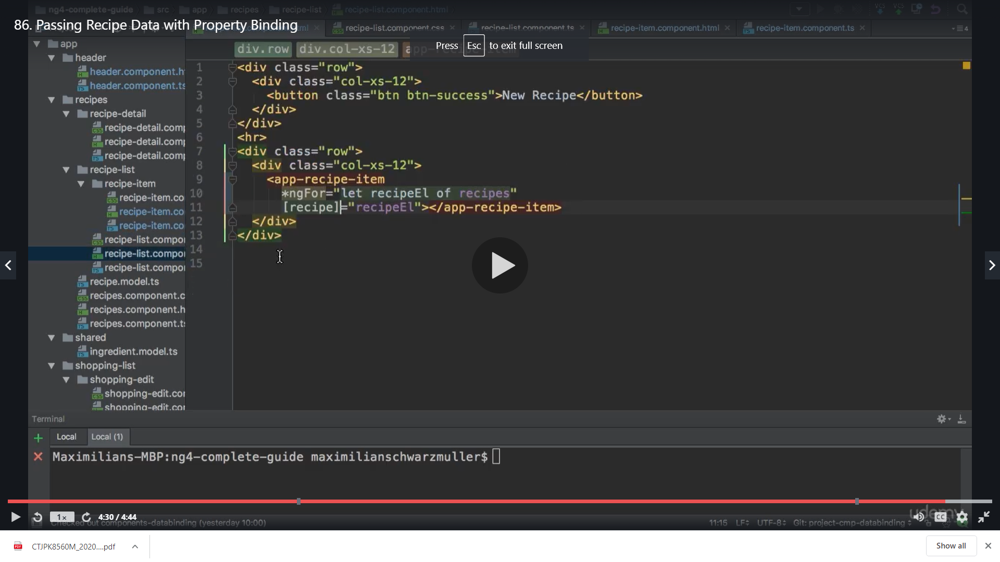 ng4-complete-guide src app recipes recipe-list recipe-list.component.html
86. Passing Recipe Data with Property Binding
recipe-list.component.css recipe-list.component.ts recipe-item.component.html recipe-item.component.ts 4
Press Esc to exit full screen
div.row div.col-xs-12
app
header
header.component.h
header.component.ts
recipes
recipe-detail
recipe-detail.comp
recipe-detail.comp
recipe-detail.comp
recipe-list
recipe-item
recipe-item.co
recipe-item.co
recipe-item.co
recipe-list.compo
recipe-list.compo
recipe-list.compo
recipe.model.ts
recipes.component.c
recipes.component.h
recipes.component.ts
shared
ingredient.model.ts
shopping-list
shopping-edit
shopping-edit.cor
shopping-edit.cor
1 <div class="row">
2 <div class="col-xs-12">
3 <button class="btn btn-success">New Recipe</button>
4 </div>
5 </div>
6 <hr>
7 <div class="row">
8 <div class="col-xs-12">
9 <app-recipe-item
10 *ngFor="let recipeEl of recipes"
11 [recipe]="recipeEl"></app-recipe-item>
12 </div>
13 </div>
14
15
Terminal
Local Local (1)
Maximilians-MBP:ng4-complete-guide maximilianschwarzmuller$
1x 4:30 / 4:44
Checked out components-databinding (yesterday 10:00) 11:15 LF UTF-8 Git: project-cmp-databinding
udemy
CC
CTJPK8560M_2020....pdf
Show all